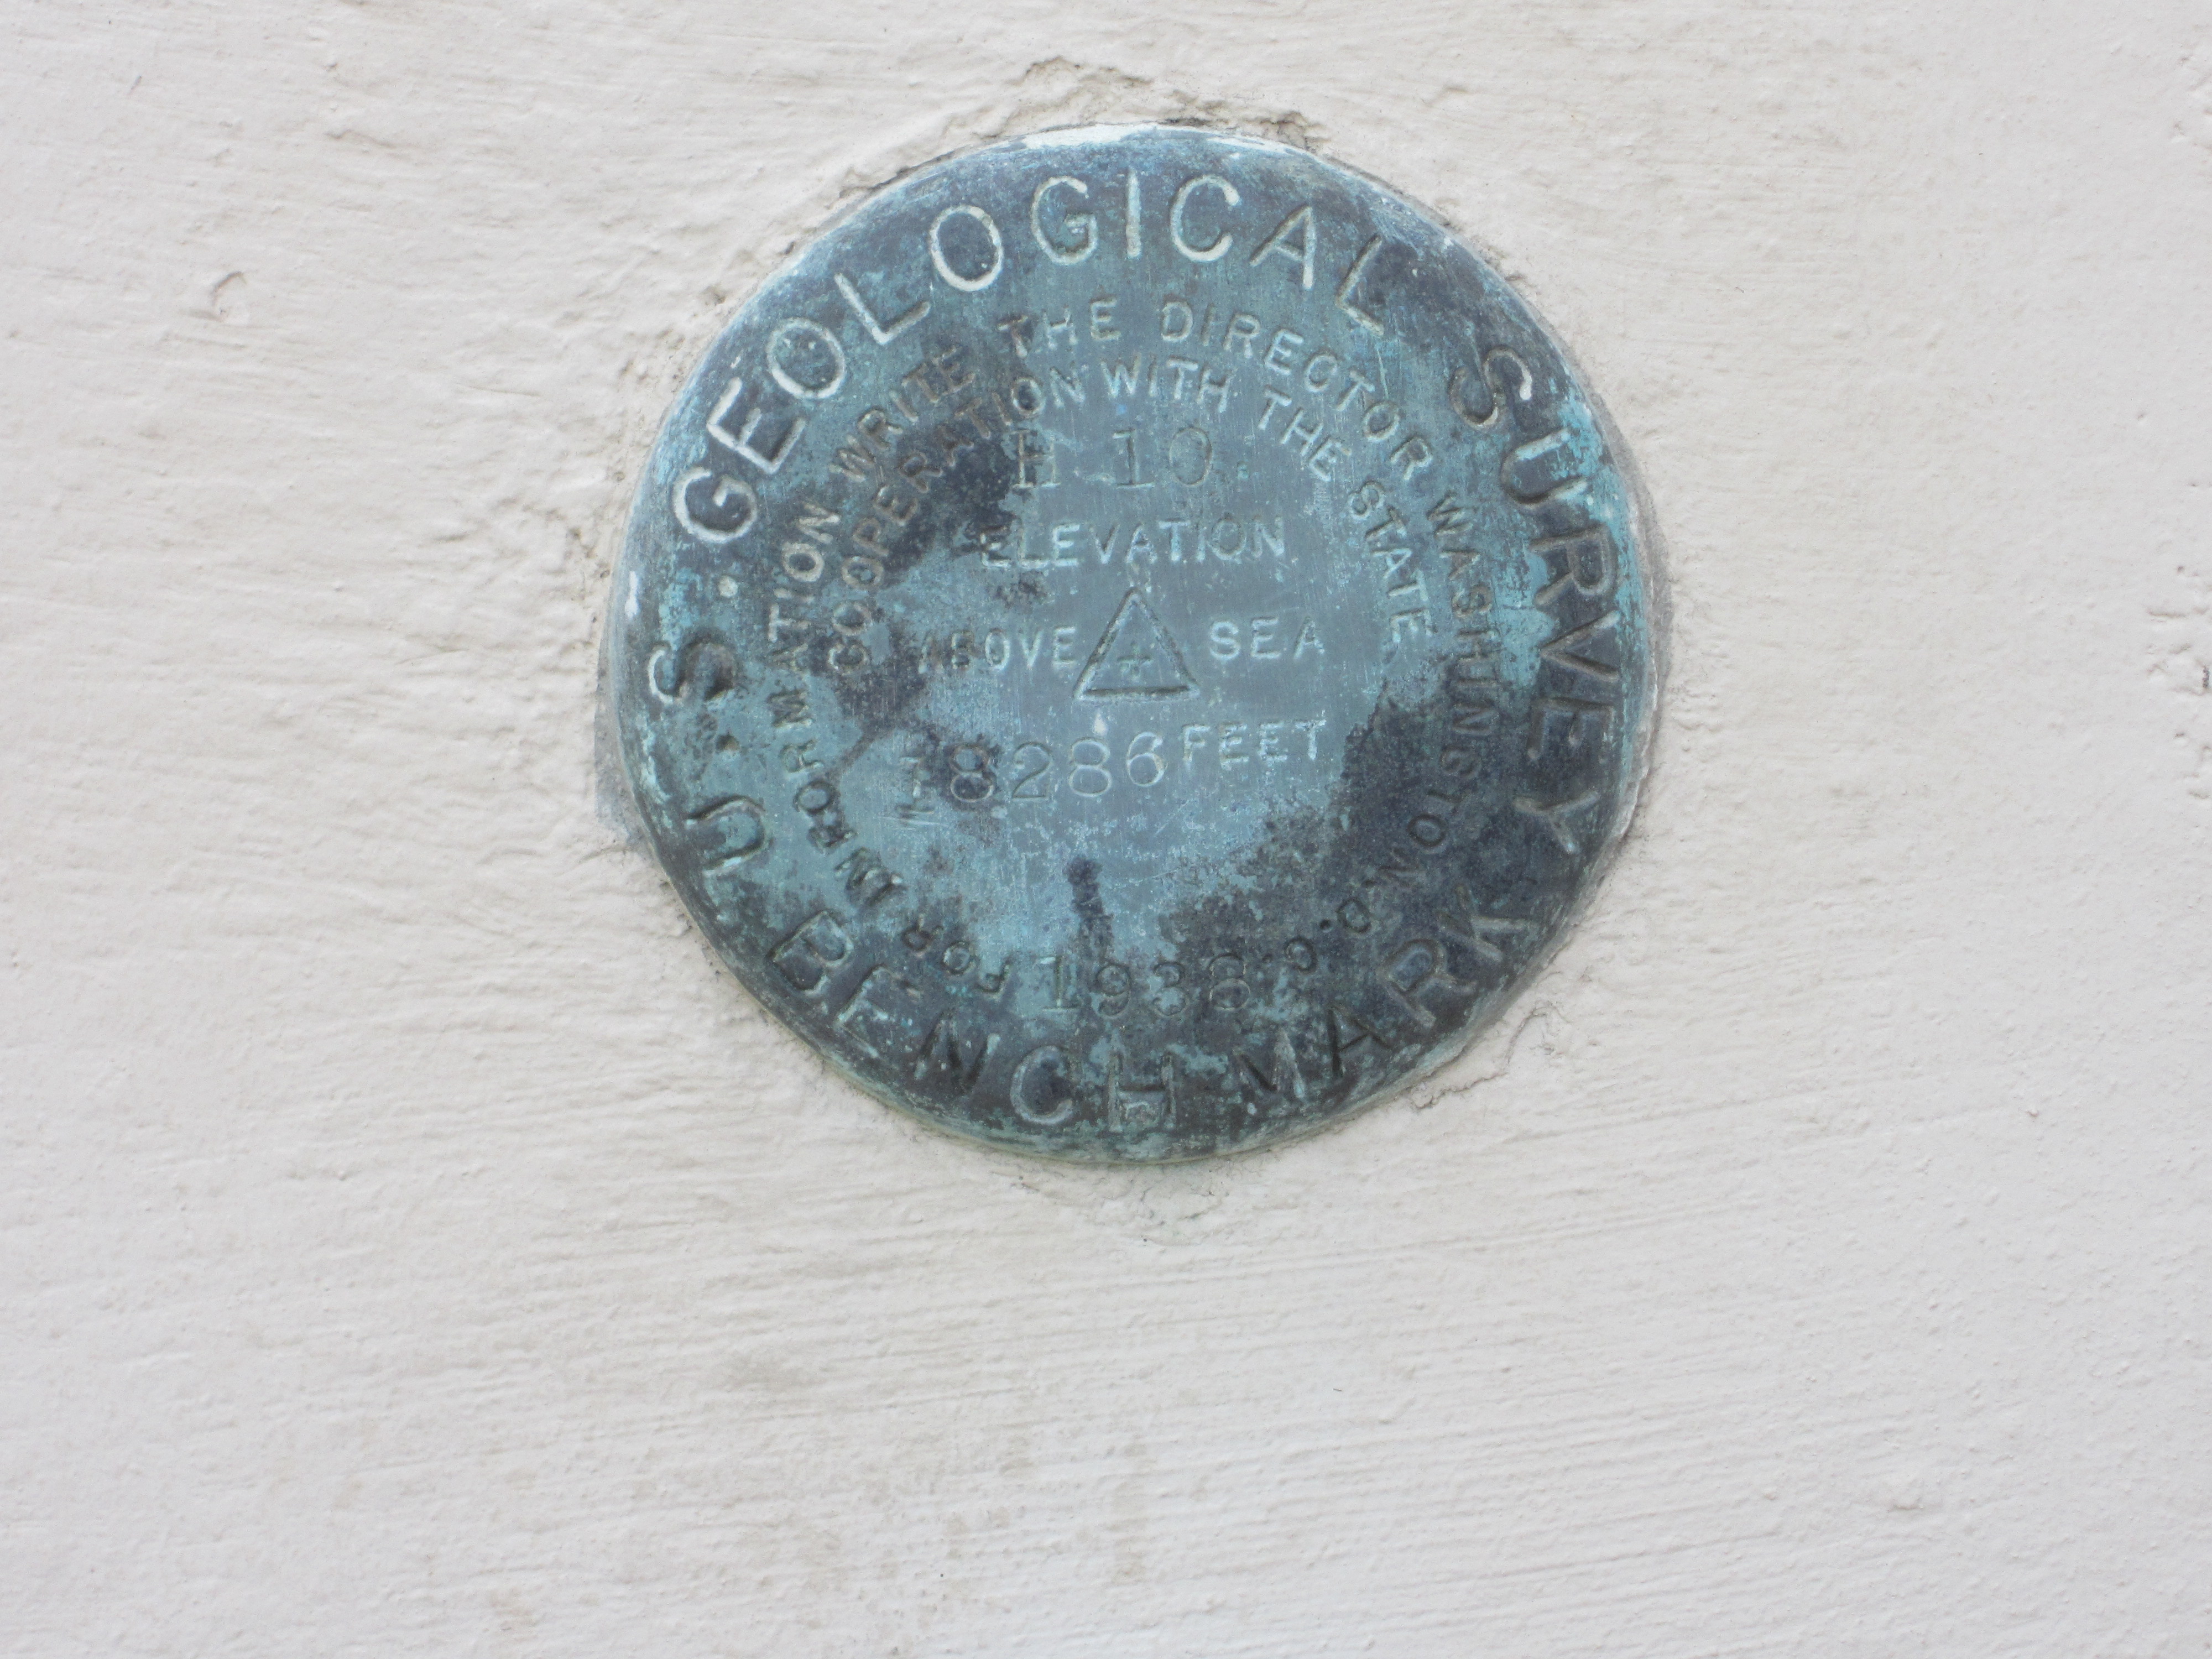 U. S. GEOLOGICAL SURVEY
BENCH MARK
FOR INFORMATION WRITE THE DIRECTOR WASHINGTON, D. C.
COOPERATION WITH THE STATE
H 10
ELEVATION
ABOVE SEA
8286 FEET
1938